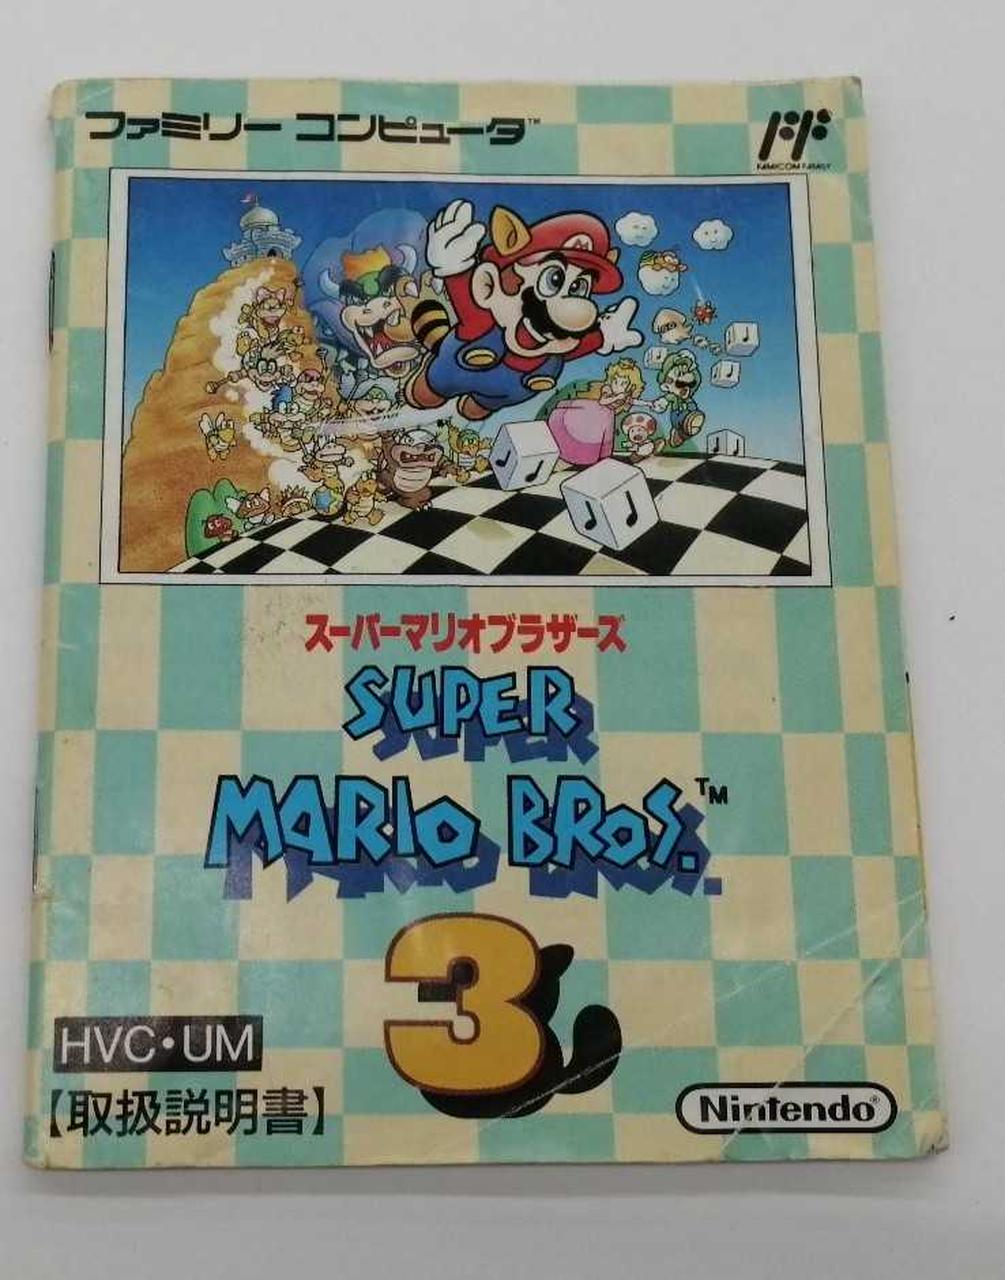 ファミリー コンピュータ™
FAMICOM FAMILY
M
スーパーマリオブラザーズ
SUPER
MARIO BROS.™
3
HVC・UM
【取扱説明書】
Nintendo®